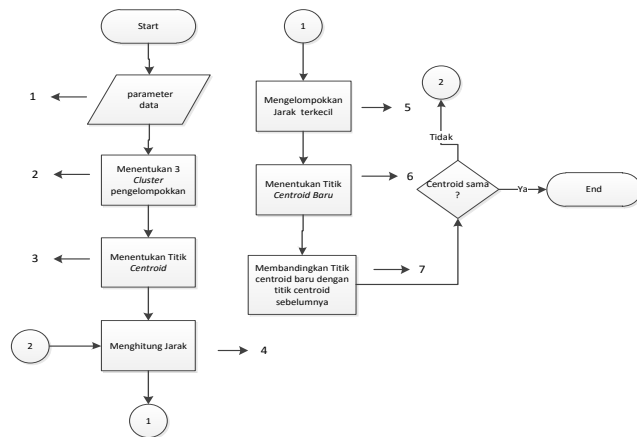 Start
1
parameter
data
2
Menentukan 3
Cluster
pengelompokkan
3
Menentukan Titik
Centroid
2
Menghitung Jarak
4
1
1
Mengelompokkan
Jarak terkecil
5
Menentukan Titik
Centroid Baru
6
Membandingkan Titik
centroid baru dengan
titik centroid
sebelumnya
7
2
Tidak
Centroid sama
?
Ya
End